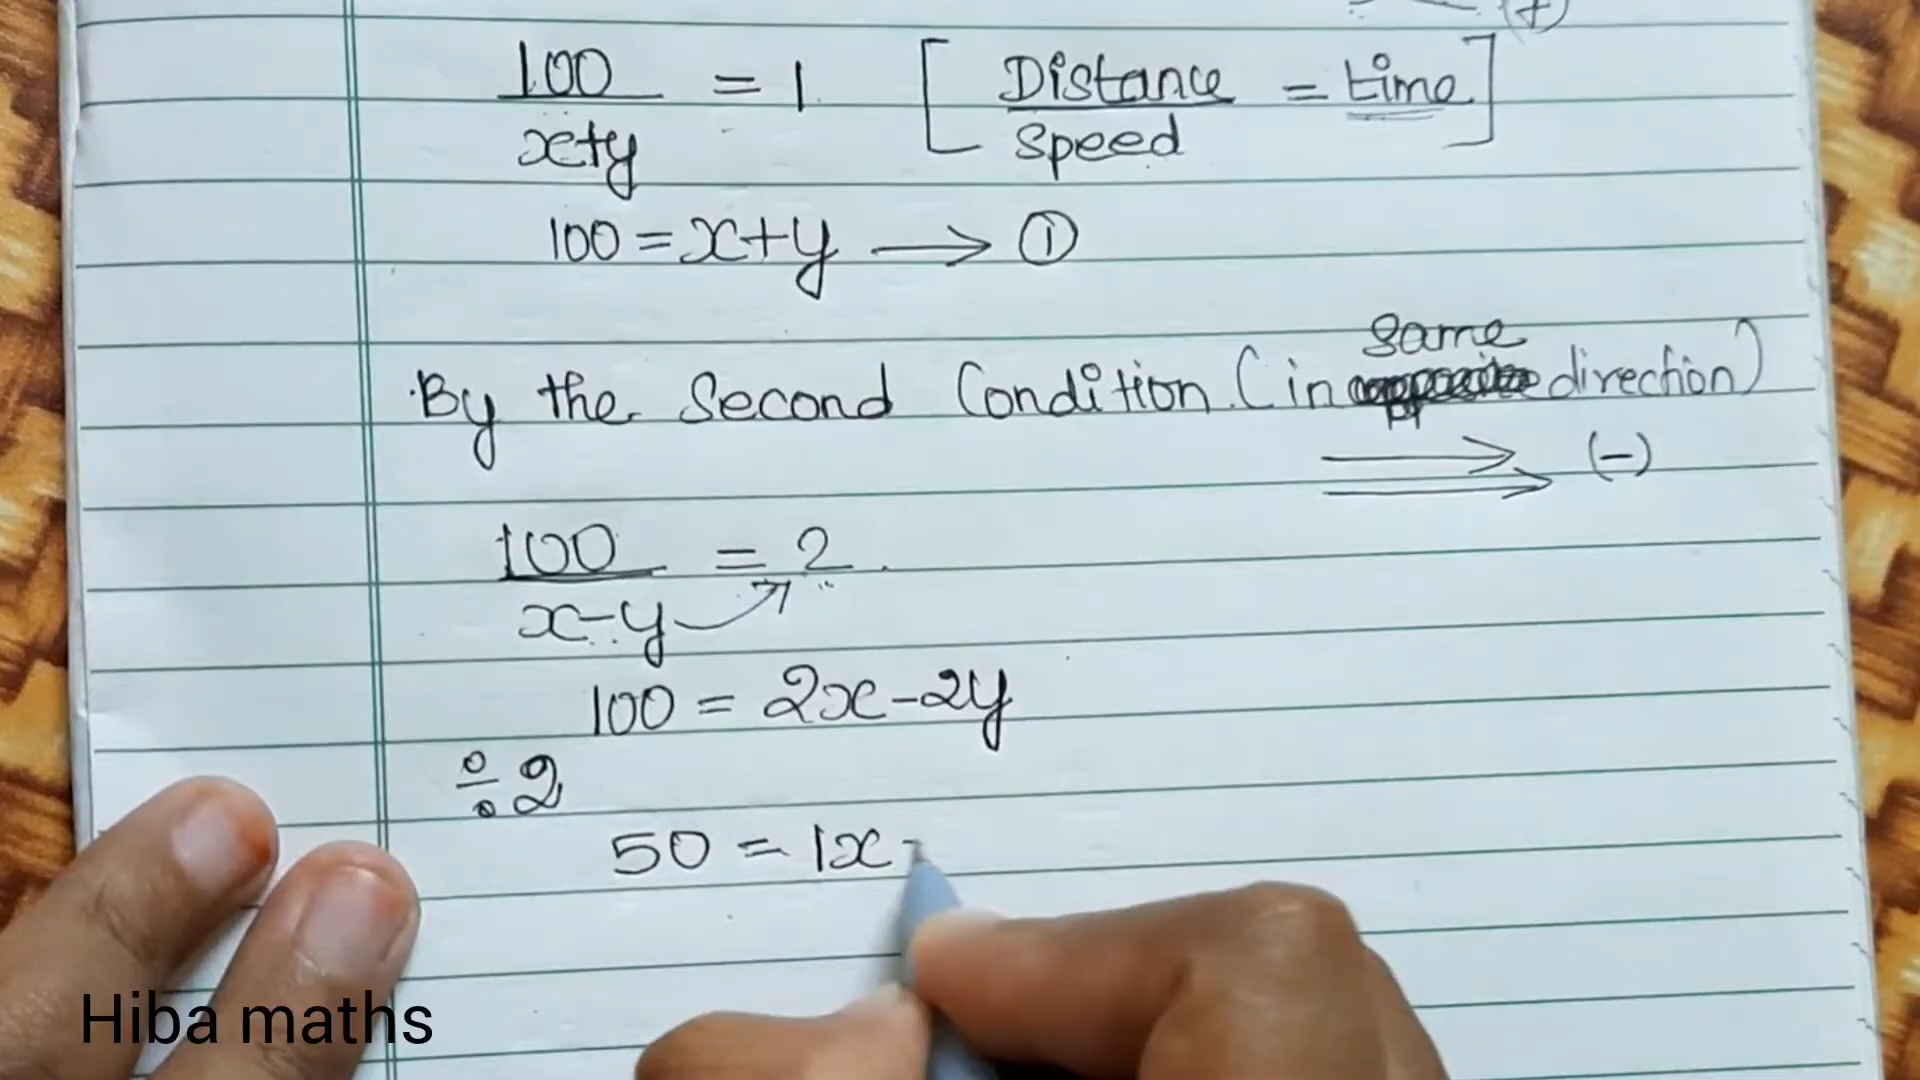 (+)
100/x+y = 1 [Distance/Speed = time]
100 = x+y → ①
By the Second Condition (in same direction)
(-)
100/x-y = 2
100 = 2x-2y
÷2
50 = 1x -
Hiba maths